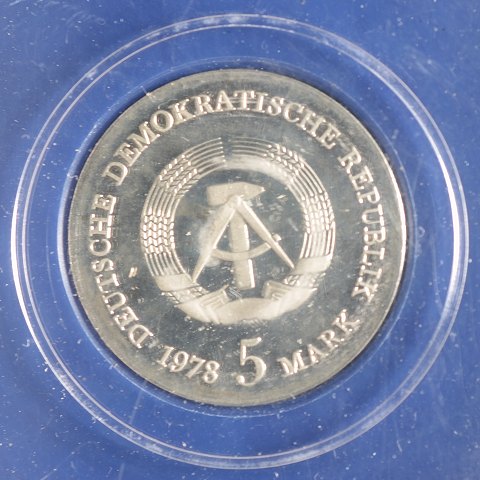 DEUTSCHE DEMOKRATISCHE REPUBLIK
1978 5 MARK